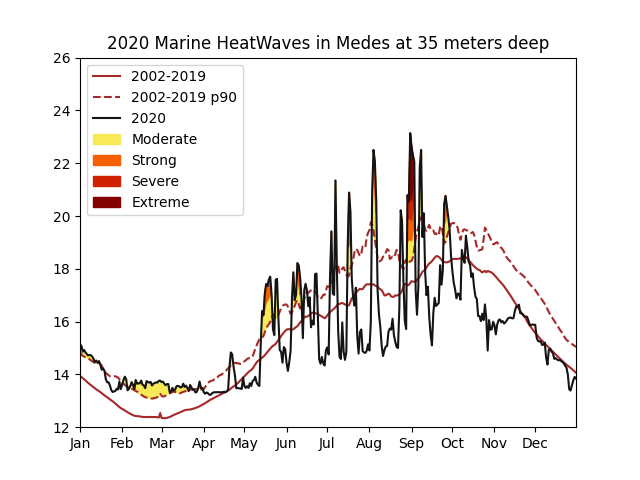 2020 Marine HeatWaves in Medes at 35 meters deep
26
24
22
20
18
16
14
12
2002-2019
2002-2019 p90
2020
Moderate
Strong
Severe
Extreme
Jan Feb Mar Apr May Jun Jul Aug Sep Oct Nov Dec